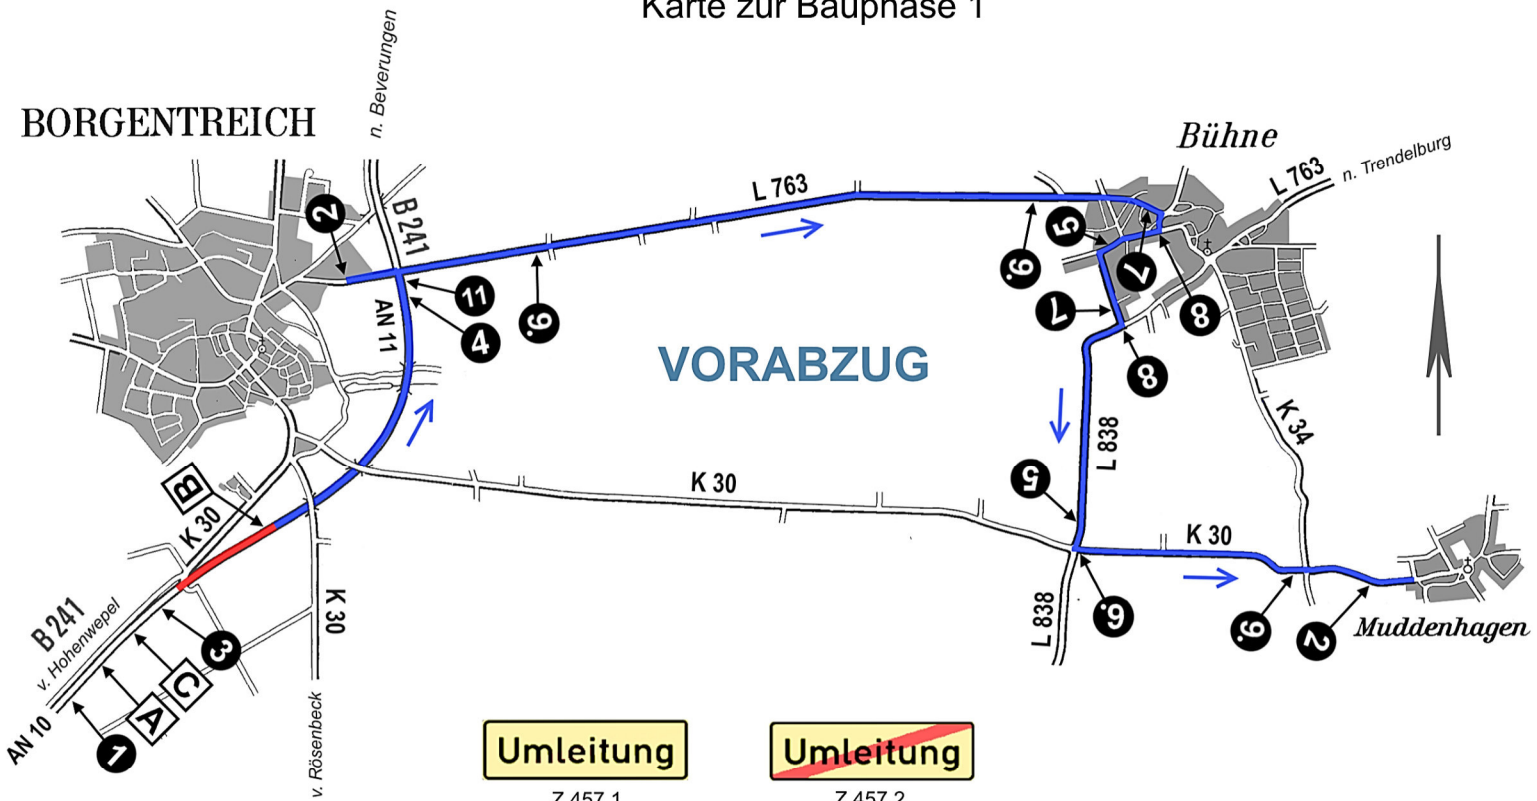 Karte zur Bauphase 1
n. Beverungen
BORGENTREICH
Bühne
L 763
n. Trendelburg
L 763
B 241
2
5
9.
7
11
AN 11
4
9.
7
8
VORABZUG
8
K 34
L 838
B
K 30
5
K 30
K 30
B 241
v. Hohenwepel
K 30
L 838
6.
9.
2
Muddenhagen
3
C
A
AN 10
1
v. Rösenbeck
Umleitung
Umleitung
Z 457.1
Z 457.2